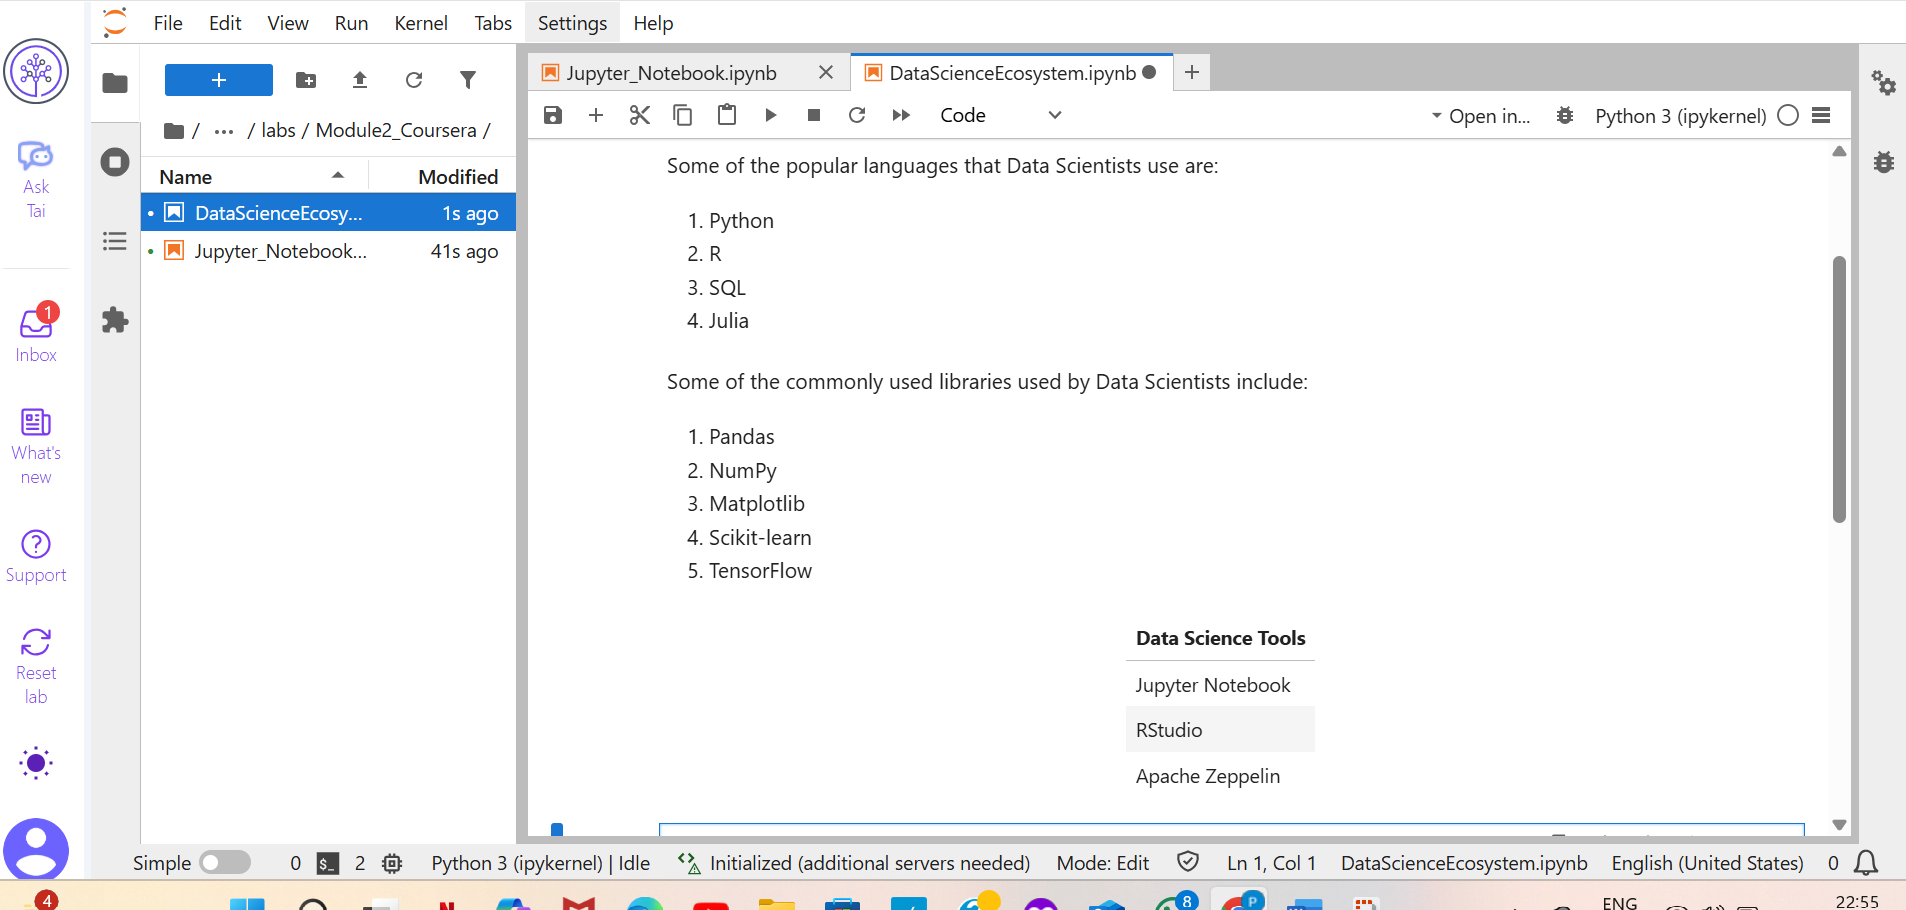 File Edit View Run Kernel Tabs Settings Help
Ask
Tai
1
Inbox
What's
new
Support
Reset
lab
+
/ ... / labs / Module2_Coursera /
Name Modified
DataScienceEcosy... 1s ago
Jupyter_Notebook... 41s ago
Jupyter_Notebook.ipynb
DataScienceEcosystem.ipynb
Code
Open in...
Python 3 (ipykernel)
Some of the popular languages that Data Scientists use are:
1. Python
2. R
3. SQL
4. Julia
Some of the commonly used libraries used by Data Scientists include:
1. Pandas
2. NumPy
3. Matplotlib
4. Scikit-learn
5. TensorFlow
Data Science Tools
Jupyter Notebook
RStudio
Apache Zeppelin
Simple 0 $_ 2 Python 3 (ipykernel) | Idle Initialized (additional servers needed) Mode: Edit Ln 1, Col 1 DataScienceEcosystem.ipynb English (United States) 0
4 8 P ENG 22:55